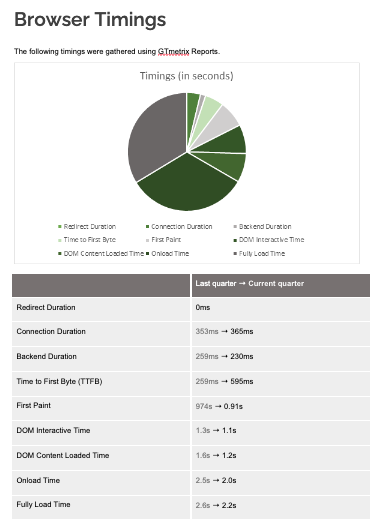 Browser Timings
The following timings were gathered using GTmetrix Reports.
Timings (in seconds)
Redirect Duration Connection Duration Backend Duration
Time to First Byte First Paint DOM Interactive Time
DOM Content Loaded Time Onload Time Fully Load Time
Last quarter → Current quarter
Redirect Duration 0ms
Connection Duration 353ms → 365ms
Backend Duration 259ms → 230ms
Time to First Byte (TTFB) 259ms → 595ms
First Paint 974s → 0.91s
DOM Interactive Time 1.3s → 1.1s
DOM Content Loaded Time 1.6s → 1.2s
Onload Time 2.5s → 2.0s
Fully Load Time 2.6s → 2.2s